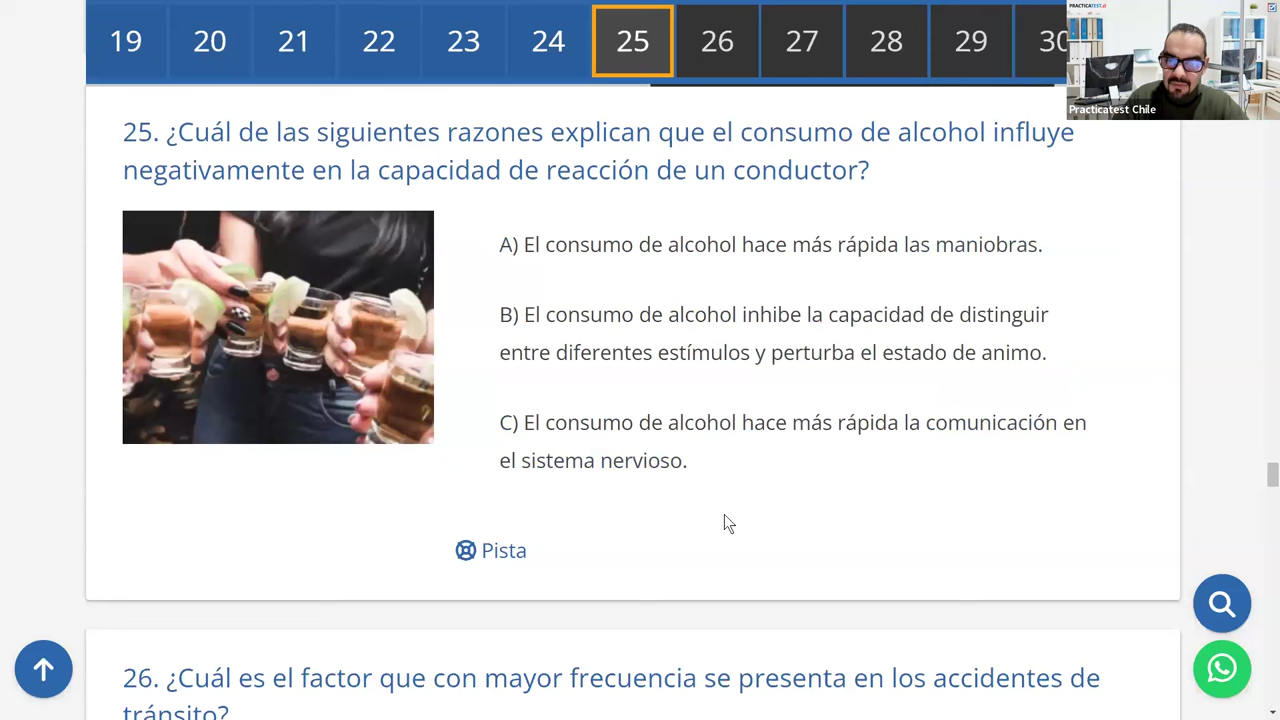 19 20 21 22 23 24 25 26 27 28 29 30
PRACTICATEST.cl
Practicatest Chile
25. ¿Cuál de las siguientes razones explican que el consumo de alcohol influye
negativamente en la capacidad de reacción de un conductor?
A) El consumo de alcohol hace más rápida las maniobras.
B) El consumo de alcohol inhibe la capacidad de distinguir
entre diferentes estímulos y perturba el estado de animo.
C) El consumo de alcohol hace más rápida la comunicación en
el sistema nervioso.
Pista
26. ¿Cuál es el factor que con mayor frecuencia se presenta en los accidentes de
tránsito?